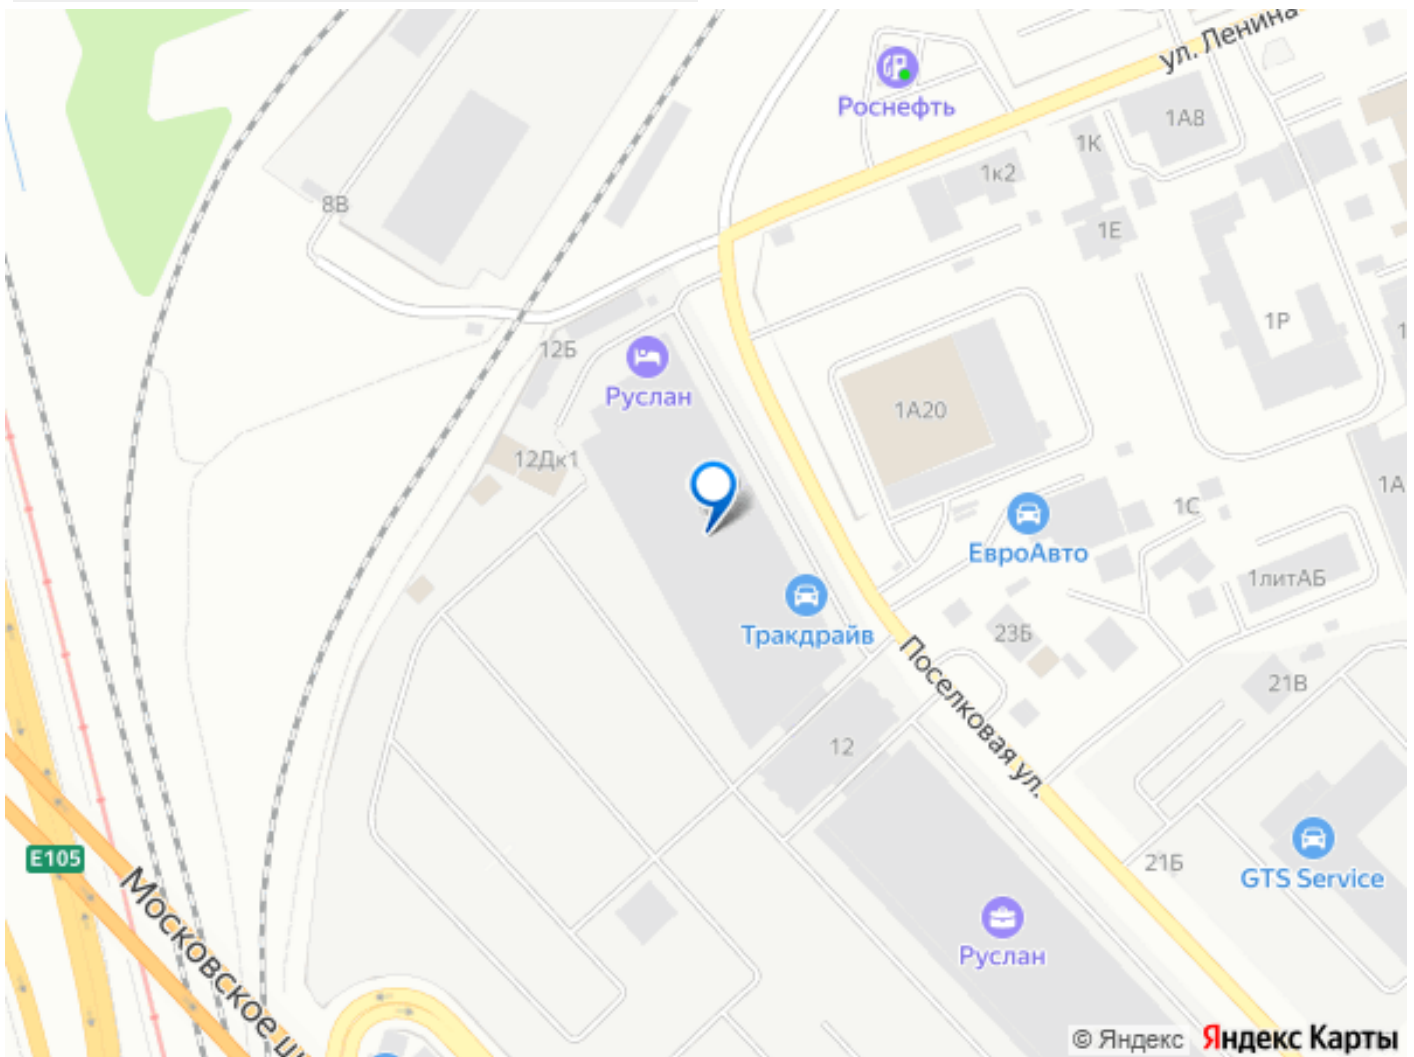 ул. Ленина
Роснефть
1А8
1К
1к2
8В
1Е
1Р
12Б
Руслан
1А20
12Дк1
1А
1С
ЕвроАвто
1литАБ
Тракдрайв
23Б
Поселковая ул.
21В
12
E105
21Б
GTS Service
Московское ш
Руслан
© Яндекс Яндекс Карты